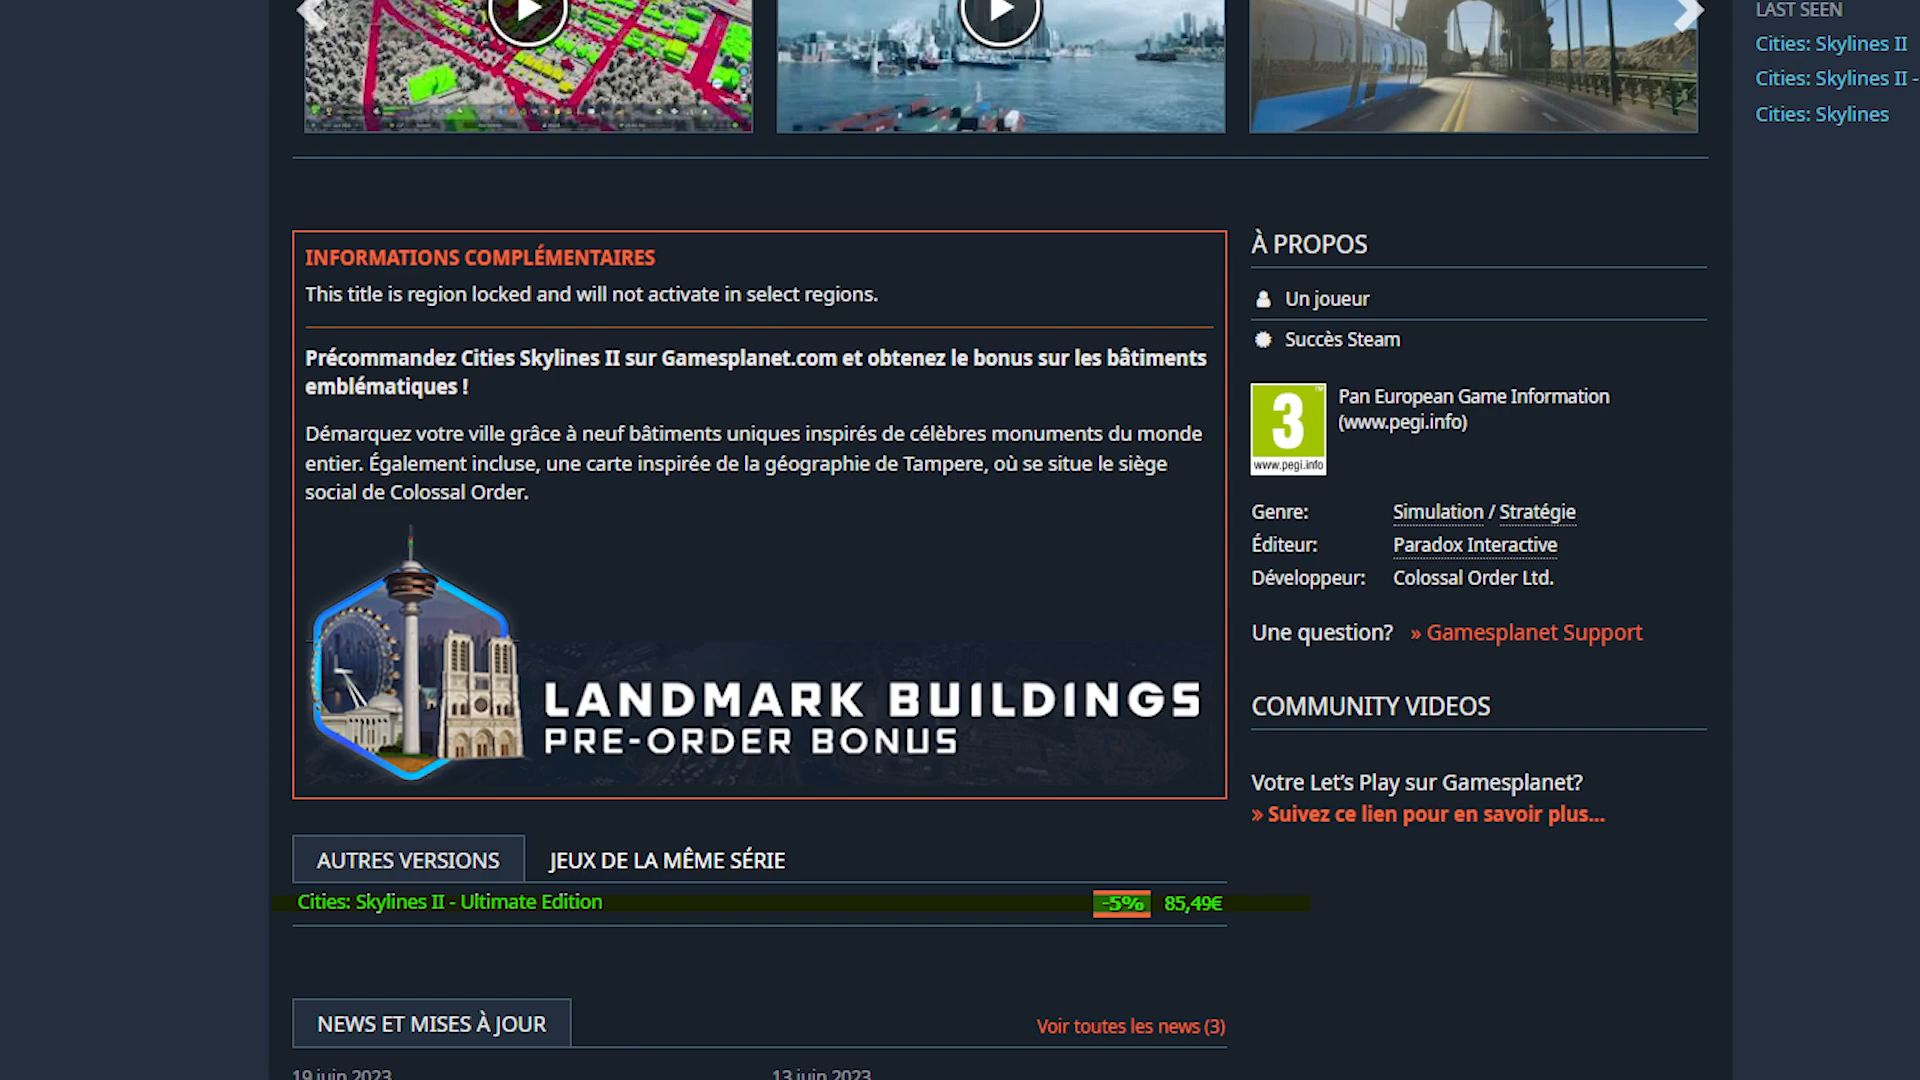 LAST SEEN
Cities: Skylines II
Cities: Skylines II -
Cities: Skylines
INFORMATIONS COMPLÉMENTAIRES
This title is region locked and will not activate in select regions.
Précommandez Cities Skylines II sur Gamesplanet.com et obtenez le bonus sur les bâtiments
emblématiques !
Démarquez votre ville grâce à neuf bâtiments uniques inspirés de célèbres monuments du monde
entier. Également incluse, une carte inspirée de la géographie de Tampere, où se situe le siège
social de Colossal Order.
LANDMARK BUILDINGS
PRE-ORDER BONUS
À PROPOS
Un joueur
Succès Steam
3
www.pegi.info
Pan European Game Information
(www.pegi.info)
Genre: Simulation / Stratégie
Éditeur: Paradox Interactive
Développeur: Colossal Order Ltd.
Une question? » Gamesplanet Support
COMMUNITY VIDEOS
Votre Let's Play sur Gamesplanet?
» Suivez ce lien pour en savoir plus...
AUTRES VERSIONS JEUX DE LA MÊME SÉRIE
Cities: Skylines II - Ultimate Edition -5% 85,49€
NEWS ET MISES À JOUR Voir toutes les news (3)
19 juin 2023 13 juin 2023